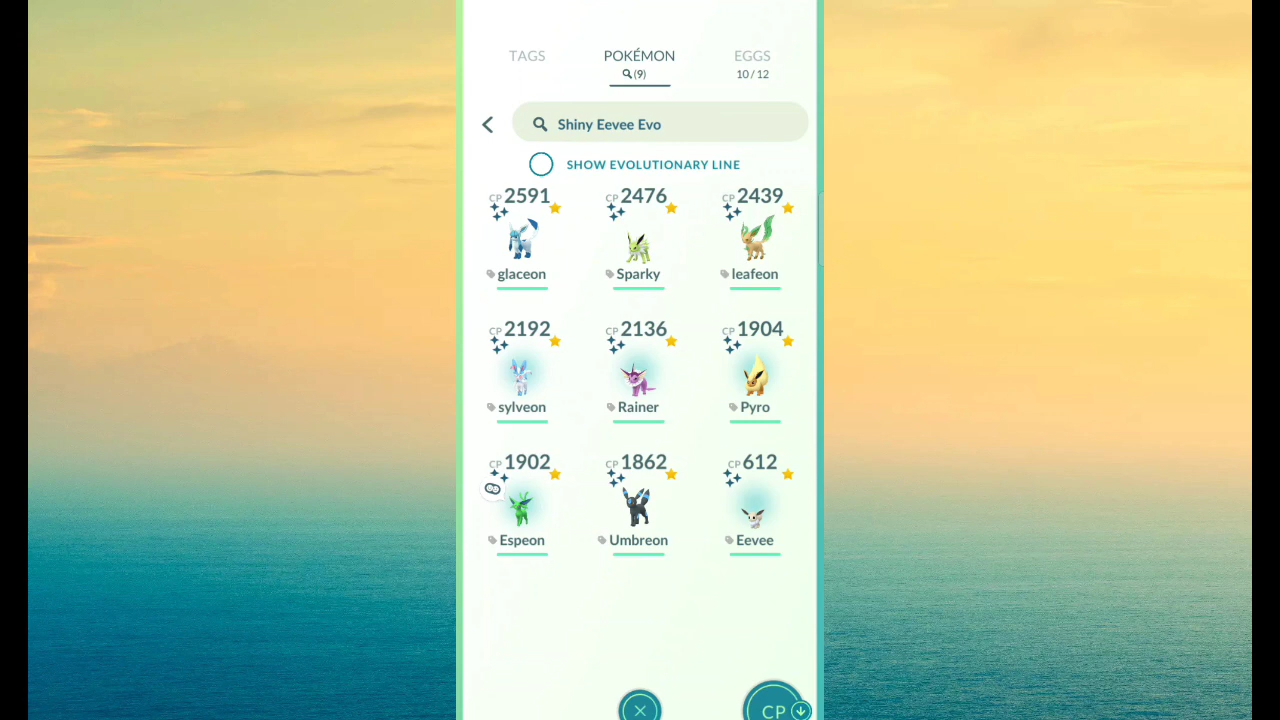 TAGS POKÉMON EGGS
(9) 10 / 12
Shiny Eevee Evo
SHOW EVOLUTIONARY LINE
CP 2591 CP 2476 CP 2439
glaceon Sparky leafeon
CP 2192 CP 2136 CP 1904
sylveon Rainer Pyro
CP 1902 CP 1862 CP 612
Espeon Umbreon Eevee
CP